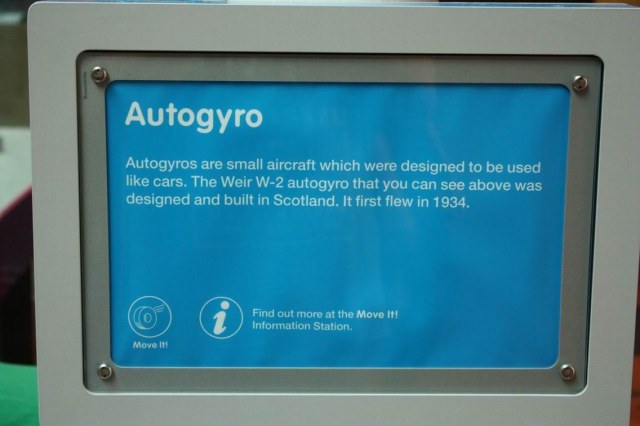 Autogyro
Autogyros are small aircraft which were designed to be used
like cars. The Weir W-2 autogyro that you can see above was
designed and built in Scotland. It first flew in 1934.
Move It!
Find out more at the Move It!
Information Station.